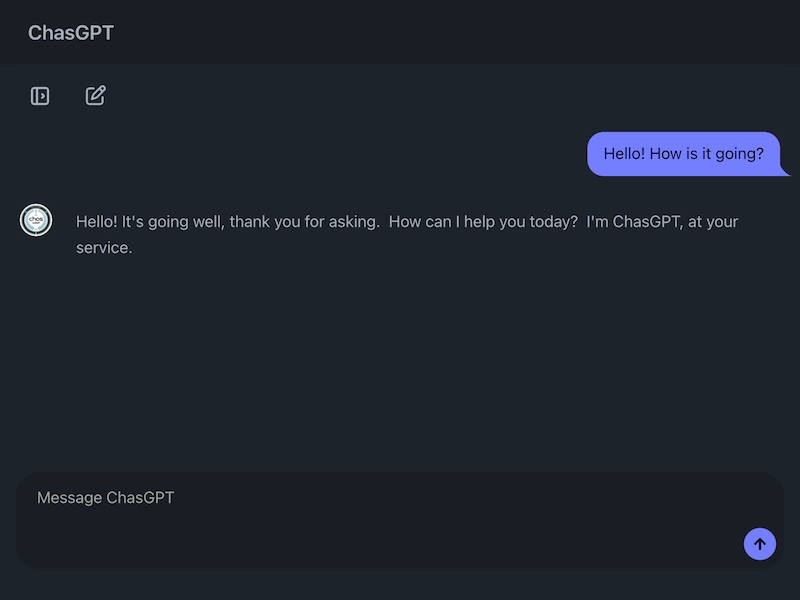 ChasGPT
Hello! How is it going?
chas
Hello! It's going well, thank you for asking.  How can I help you today?  I'm ChasGPT, at your
service.
Message ChasGPT